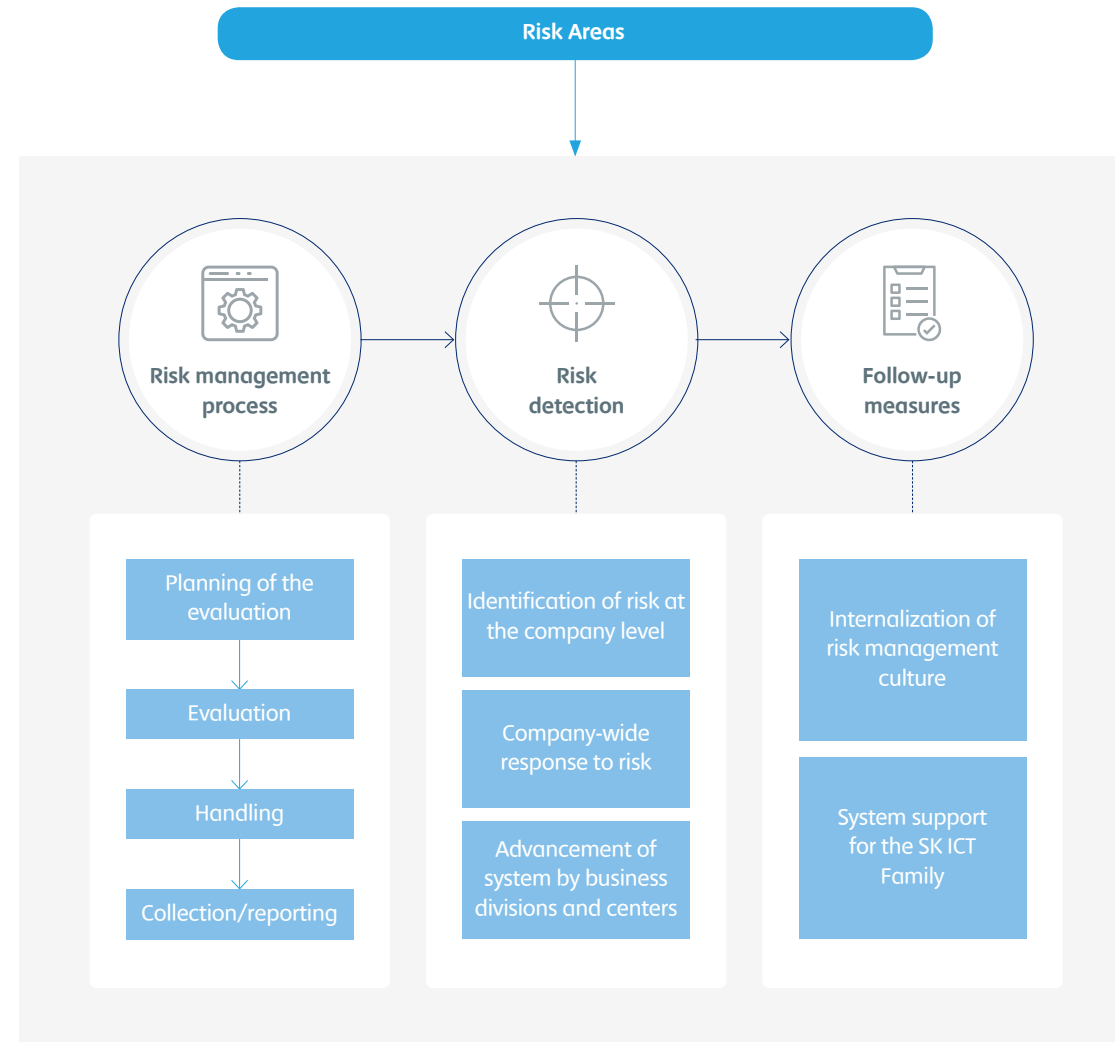 Risk Areas
Risk management
process
Risk
detection
Follow-up
measures
Planning of the
evaluation
Evaluation
Handling
Collection/reporting
Identification of risk at
the company level
Company-wide
response to risk
Advancement of
system by business
divisions and centers
Internalization of
risk management
culture
System support
for the SK ICT
Family